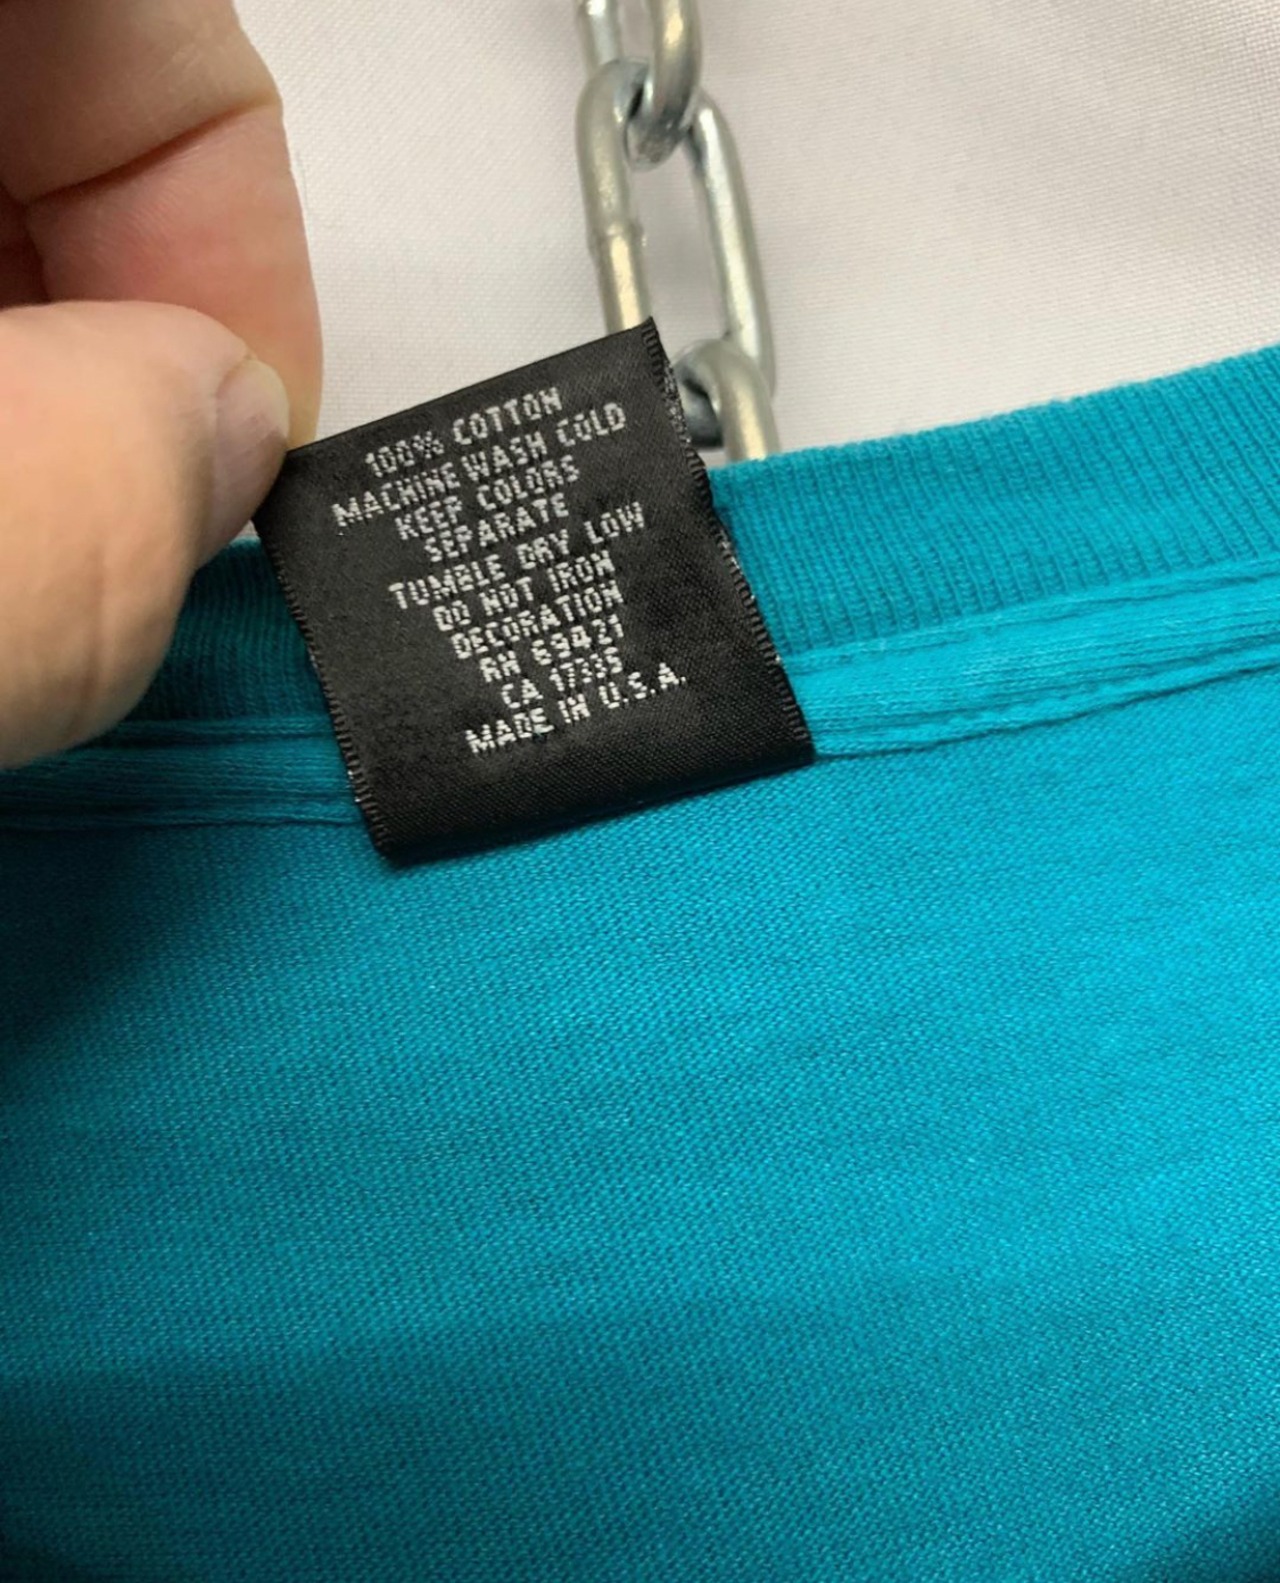 100% COTTON
MACHINE WASH COLD
KEEP COLORS
SEPARATE
TUMBLE DRY LOW
DO NOT IRON
DECORATION
RN 69421
CA 17335
MADE IN U.S.A.